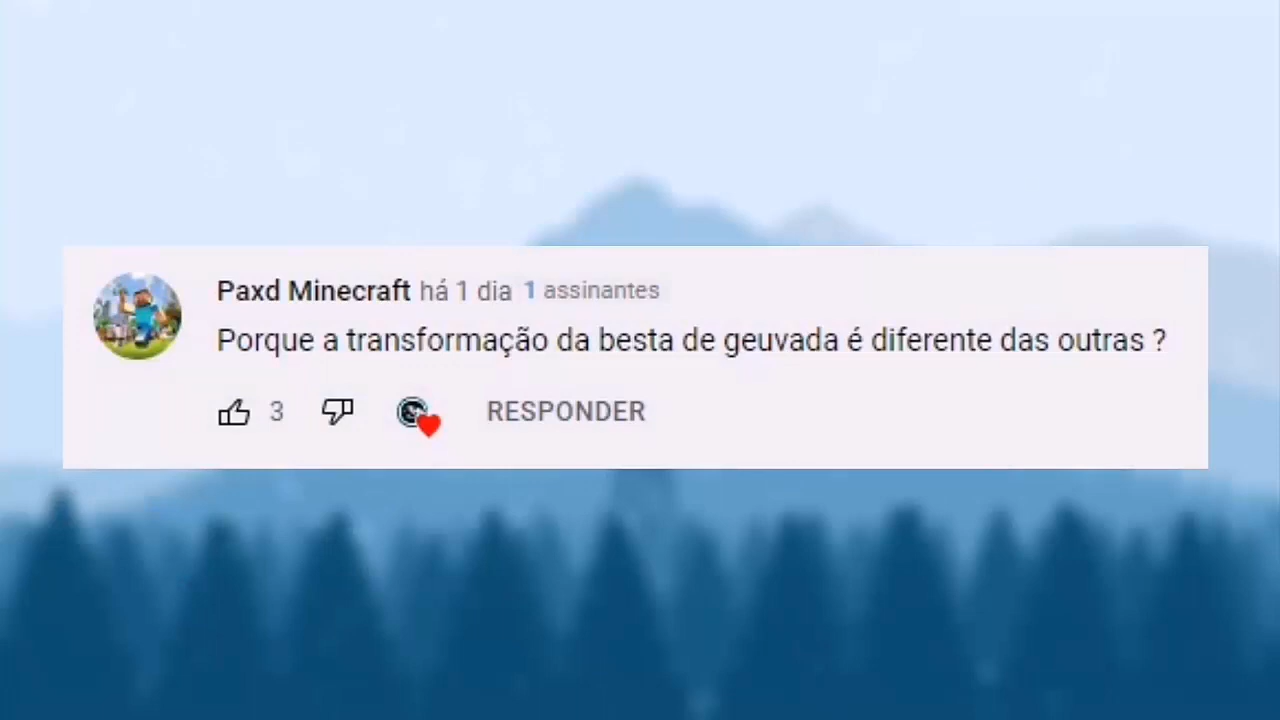 Paxd Minecraft há 1 dia 1 assinantes
Porque a transformação da besta de geuvada é diferente das outras ?
3 RESPONDER